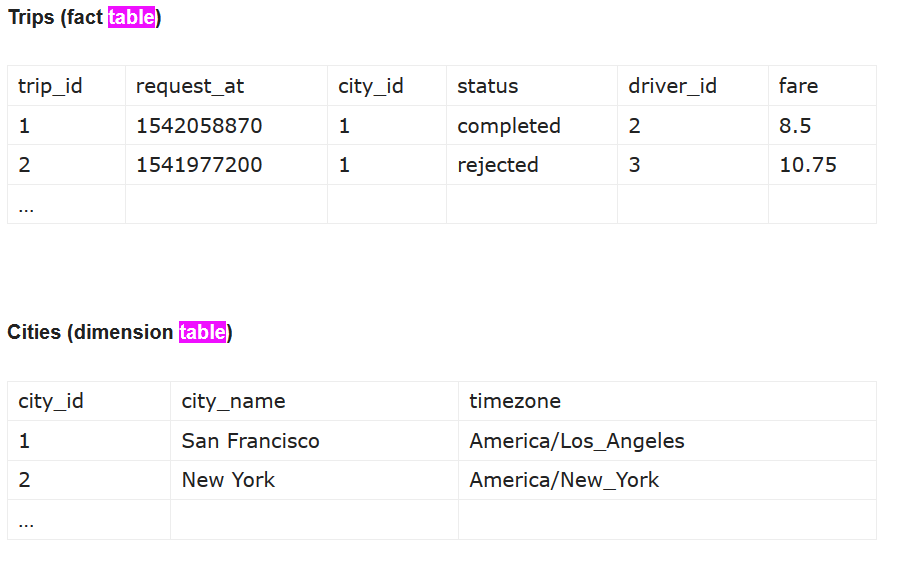 Trips (fact table)
trip_id request_at city_id status driver_id fare
1 1542058870 1 completed 2 8.5
2 1541977200 1 rejected 3 10.75
...
Cities (dimension table)
city_id city_name timezone
1 San Francisco America/Los_Angeles
2 New York America/New_York
...